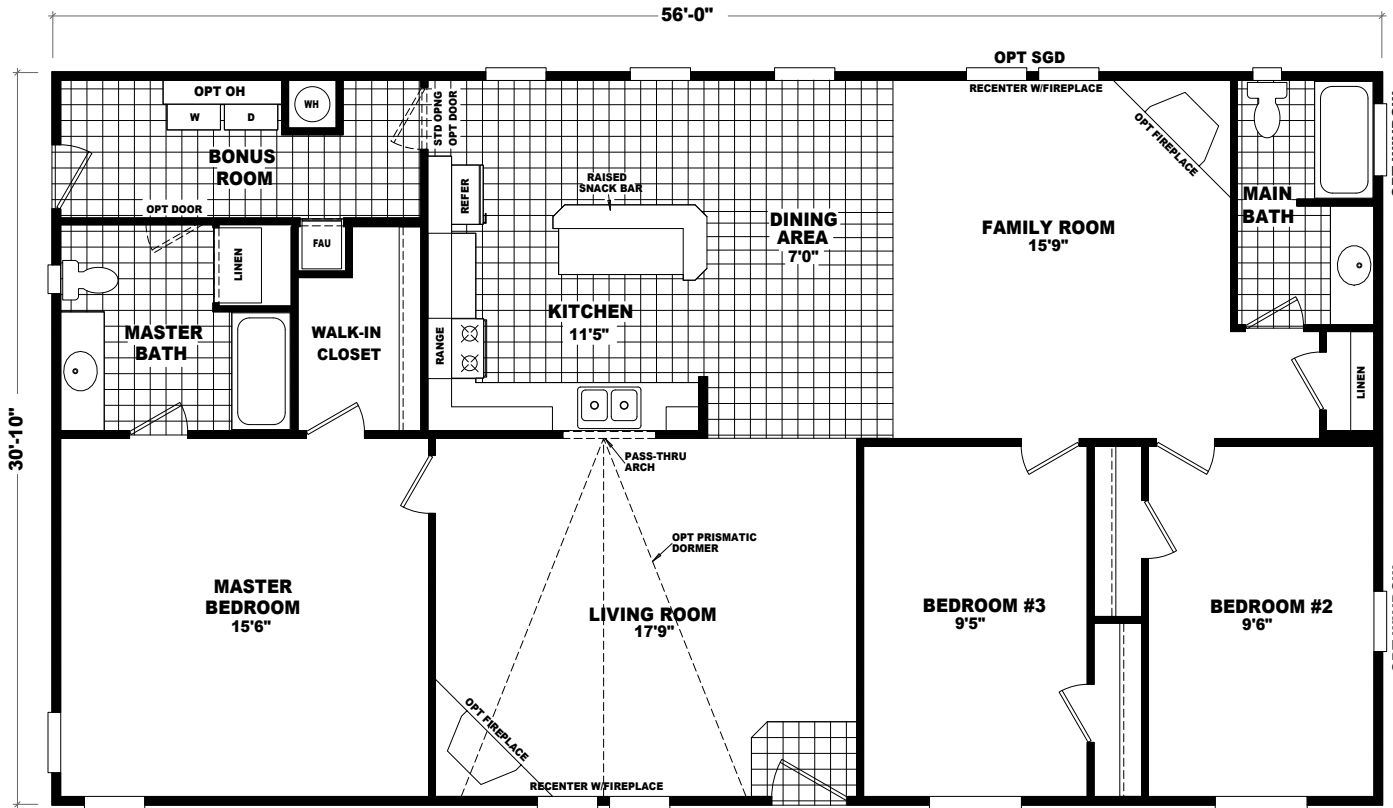 56'-0"
OPT SGD
RECENTER W/FIREPLACE
OPT OH
W
D
WH
STD OPNG
OPT DOOR
BONUS
ROOM
OPT DOOR
REFER
RAISED
SNACK BAR
OPT FIREPLACE
MAIN
BATH
DINING
AREA
7'0"
FAMILY ROOM
15'9"
FAU
LINEN
MASTER
BATH
WALK-IN
CLOSET
KITCHEN
11'5"
RANGE
LINEN
30'-10"
PASS-THRU
ARCH
OPT PRISMATIC
DORMER
MASTER
BEDROOM
15'6"
LIVING ROOM
17'9"
BEDROOM #3
9'5"
BEDROOM #2
9'6"
OPT FIREPLACE
RECENTER W/FIREPLACE